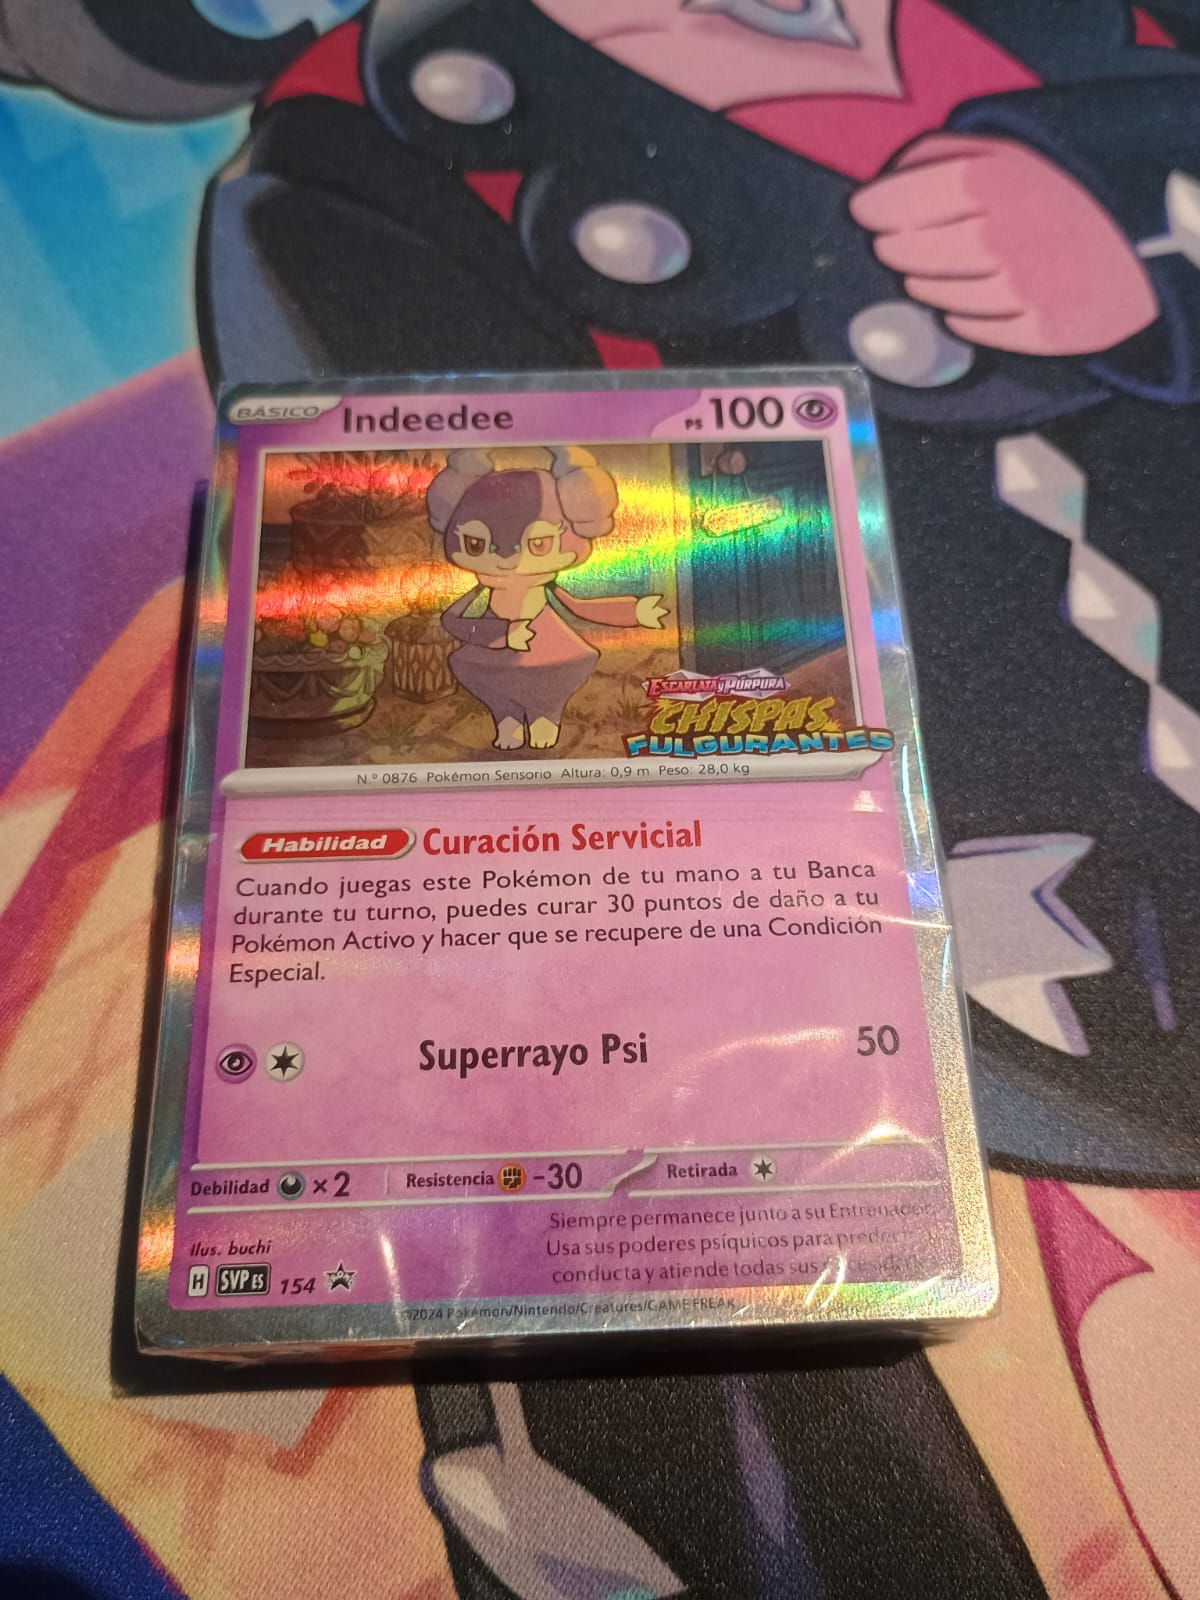 BÁSICO Indeedee PS 100
ESCARLATA y PÚRPURA
CHISPAS
FULGURANTES
N.º 0876 Pokémon Sensorio Altura: 0,9 m Peso: 28,0 kg
Habilidad Curación Servicial
Cuando juegas este Pokémon de tu mano a tu Banca
durante tu turno, puedes curar 30 puntos de daño a tu
Pokémon Activo y hacer que se recupere de una Condición
Especial.
Superrayo Psi 50
Debilidad ×2 Resistencia -30 Retirada
Siempre permanece junto a su Entrenador.
Usa sus poderes psíquicos para
conducta y atiende todas sus
Ilus. buchi
H SVP ES 154
©2024 Pokémon/Nintendo/Creatures/GAME FREAK